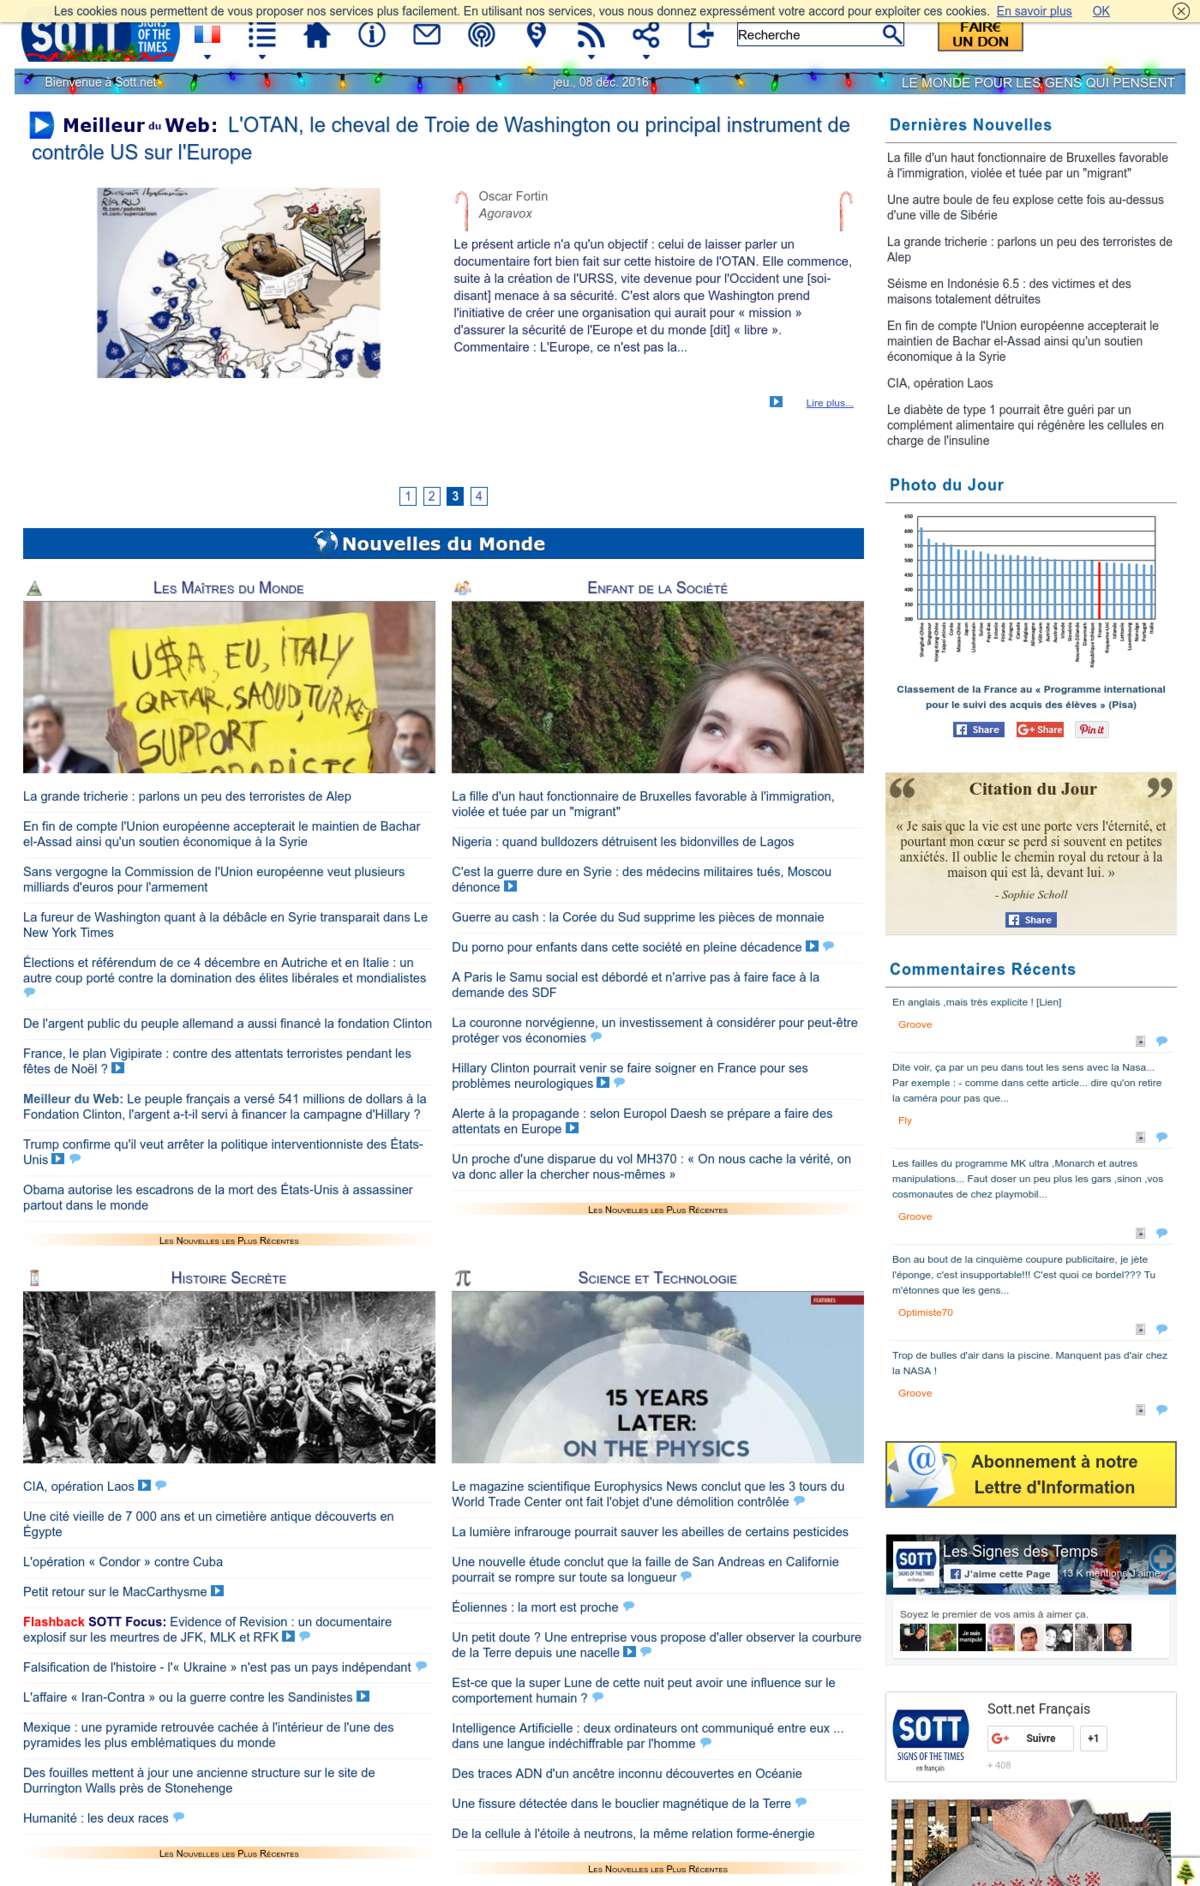 Les cookies nous permettent de vous proposer nos services plus facilement. En utilisant nos services, vous nous donnez expressément votre accord pour exploiter ces cookies. En savoir plus OK
SOTT SIGNS OF THE TIMES
Recherche
FAIRE UN DON
Bienvenue à Sott.net
jeu., 08 déc. 2016
LE MONDE POUR LES GENS QUI PENSENT
Meilleur du Web: L'OTAN, le cheval de Troie de Washington ou principal instrument de
contrôle US sur l'Europe
Oscar Fortin
Agoravox
Le présent article n'a qu'un objectif : celui de laisser parler un
documentaire fort bien fait sur cette histoire de l'OTAN. Elle commence,
suite à la création de l'URSS, vite devenue pour l'Occident une [soi-
disant] menace à sa sécurité. C'est alors que Washington prend
l'initiative de créer une organisation qui aurait pour « mission »
d'assurer la sécurité de l'Europe et du monde [dit] « libre ».
Commentaire : L'Europe, ce n'est pas la...
Lire plus...
1 2 3 4
Nouvelles du Monde
Les Maîtres du Monde
U$A, EU, ITALY
QATAR, SAOUD, TURKE
SUPPORT
La grande tricherie : parlons un peu des terroristes de Alep
En fin de compte l'Union européenne accepterait le maintien de Bachar
el-Assad ainsi qu'un soutien économique à la Syrie
Sans vergogne la Commission de l'Union européenne veut plusieurs
milliards d'euros pour l'armement
La fureur de Washington quant à la débâcle en Syrie transparait dans Le
New York Times
Élections et référendum de ce 4 décembre en Autriche et en Italie : un
autre coup porté contre la domination des élites libérales et mondialistes
De l'argent public du peuple allemand a aussi financé la fondation Clinton
France, le plan Vigipirate : contre des attentats terroristes pendant les
fêtes de Noël ?
Meilleur du Web: Le peuple français a versé 541 millions de dollars à la
Fondation Clinton, l'argent a-t-il servi à financer la campagne d'Hillary ?
Trump confirme qu'il veut arrêter la politique interventionniste des États-
Unis
Obama autorise les escadrons de la mort des États-Unis à assassiner
partout dans le monde
Les Nouvelles les Plus Récentes
Enfant de la Société
La fille d'un haut fonctionnaire de Bruxelles favorable à l'immigration,
violée et tuée par un "migrant"
Nigeria : quand bulldozers détruisent les bidonvilles de Lagos
C'est la guerre dure en Syrie : des médecins militaires tués, Moscou
dénonce
Guerre au cash : la Corée du Sud supprime les pièces de monnaie
Du porno pour enfants dans cette société en pleine décadence
A Paris le Samu social est débordé et n'arrive pas à faire face à la
demande des SDF
La couronne norvégienne, un investissement à considérer pour peut-être
protéger vos économies
Hillary Clinton pourrait venir se faire soigner en France pour ses
problèmes neurologiques
Alerte à la propagande : selon Europol Daesh se prépare a faire des
attentats en Europe
Un proche d'une disparue du vol MH370 : « On nous cache la vérité, on
va donc aller la chercher nous-mêmes »
Les Nouvelles les Plus Récentes
Histoire Secrète
CIA, opération Laos
Une cité vieille de 7 000 ans et un cimetière antique découverts en
Égypte
L'opération « Condor » contre Cuba
Petit retour sur le MacCarthysme
Flashback SOTT Focus: Evidence of Revision : un documentaire
explosif sur les meurtres de JFK, MLK et RFK
Falsification de l'histoire - l'« Ukraine » n'est pas un pays indépendant
L'affaire « Iran-Contra » ou la guerre contre les Sandinistes
Mexique : une pyramide retrouvée cachée à l'intérieur de l'une des
pyramides les plus emblématiques du monde
Des fouilles mettent à jour une ancienne structure sur le site de
Durrington Walls près de Stonehenge
Humanité : les deux races
Les Nouvelles les Plus Récentes
Science et Technologie
FEATURES
15 YEARS
LATER:
ON THE PHYSICS
Le magazine scientifique Europhysics News conclut que les 3 tours du
World Trade Center ont fait l'objet d'une démolition contrôlée
La lumière infrarouge pourrait sauver les abeilles de certains pesticides
Une nouvelle étude conclut que la faille de San Andreas en Californie
pourrait se rompre sur toute sa longueur
Éoliennes : la mort est proche
Un petit doute ? Une entreprise vous propose d'aller observer la courbure
de la Terre depuis une nacelle
Est-ce que la super Lune de cette nuit peut avoir une influence sur le
comportement humain ?
Intelligence Artificielle : deux ordinateurs ont communiqué entre eux ...
dans une langue indéchiffrable par l'homme
Des traces ADN d'un ancêtre inconnu découvertes en Océanie
Une fissure détectée dans le bouclier magnétique de la Terre
De la cellule à l'étoile à neutrons, la même relation forme-énergie
Les Nouvelles les Plus Récentes
Dernières Nouvelles
La fille d'un haut fonctionnaire de Bruxelles favorable
à l'immigration, violée et tuée par un "migrant"
Une autre boule de feu explose cette fois au-dessus
d'une ville de Sibérie
La grande tricherie : parlons un peu des terroristes de
Alep
Séisme en Indonésie 6.5 : des victimes et des
maisons totalement détruites
En fin de compte l'Union européenne accepterait le
maintien de Bachar el-Assad ainsi qu'un soutien
économique à la Syrie
CIA, opération Laos
Le diabète de type 1 pourrait être guéri par un
complément alimentaire qui régénère les cellules en
charge de l'insuline
Photo du Jour
Classement de la France au « Programme international
pour le suivi des acquis des élèves » (Pisa)
Share Share Pin it
Citation du Jour
« Je sais que la vie est une porte vers l'éternité, et
pourtant mon cœur se perd si souvent en petites
anxiétés. Il oublie le chemin royal du retour à la
maison qui est là, devant lui. »
- Sophie Scholl
Share
Commentaires Récents
En anglais ,mais très explicite ! [Lien]
Groove
Dite voir, ça par un peu dans tout les sens avec la Nasa...
Par exemple : - comme dans cette article... dire qu'on retire
la caméra pour pas que...
Fly
Les failles du programme MK ultra ,Monarch et autres
manipulations... Faut doser un peu plus les gars ,sinon ,vos
cosmonautes de chez playmobil...
Groove
Bon au bout de la cinquième coupure publicitaire, je jète
l'éponge, c'est insupportable!!! C'est quoi ce bordel??? Tu
m'étonnes que les gens...
Optimiste70
Trop de bulles d'air dans la piscine. Manquent pas d'air chez
la NASA !
Groove
Abonnement à notre
Lettre d'Information
SOTT
Les Signes des Temps
J'aime cette Page
13 K mentions J'aime
Soyez le premier de vos amis à aimer ça.
Je suis manipulé
SOTT
SIGNS OF THE TIMES
en français
Sott.net Français
G+ Suivre +1
+ 408